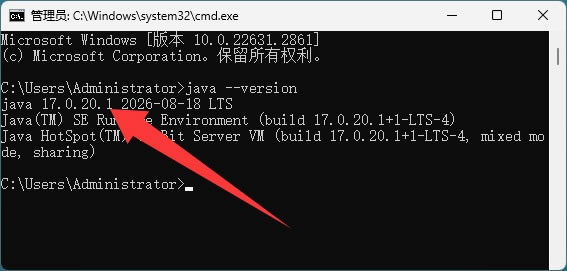 管理员: C:\Windows\system32\cmd.exe
Microsoft Windows [版本 10.0.22631.2861]
(c) Microsoft Corporation。保留所有权利。
C:\Users\Administrator>java --version
java 17.0.20.1 2026-08-18 LTS
Java(TM) SE Environment (build 17.0.20.1+1-LTS-4)
Java HotSpot(TM) Bit Server VM (build 17.0.20.1+1-LTS-4, mixed mo
de, sharing)
C:\Users\Administrator>